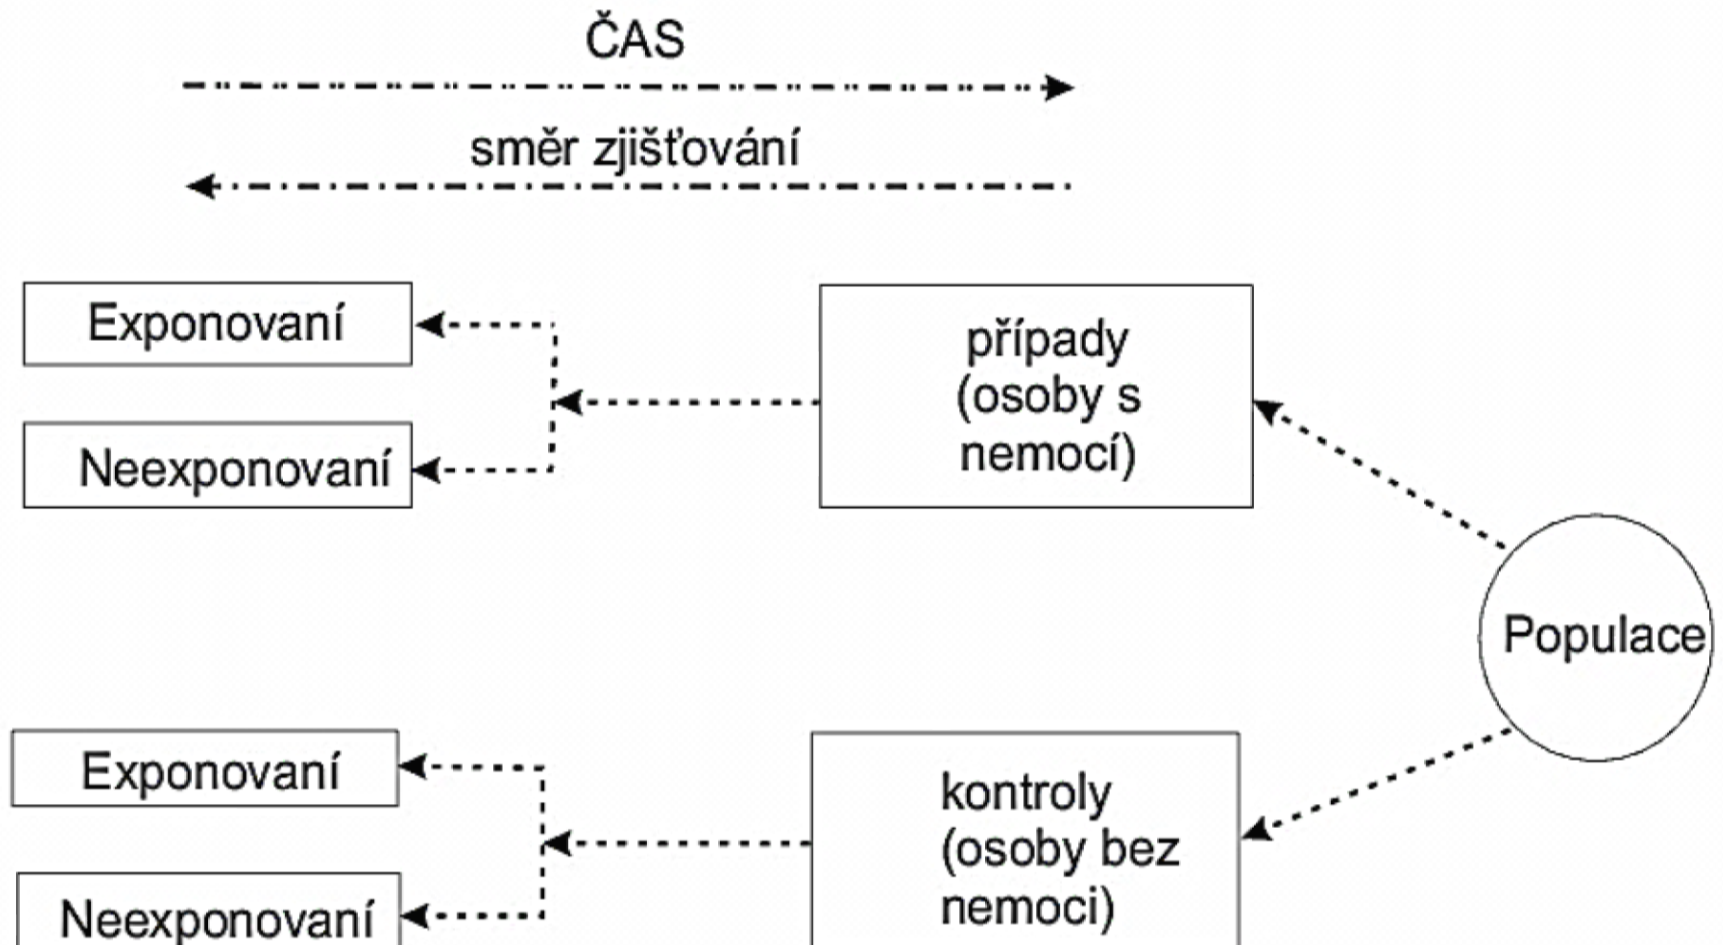 ČAS
směr zjišťování
Exponovaní
Neexponovaní
případy
(osoby s
nemocí)
Populace
Exponovaní
Neexponovaní
kontroly
(osoby bez
nemoci)